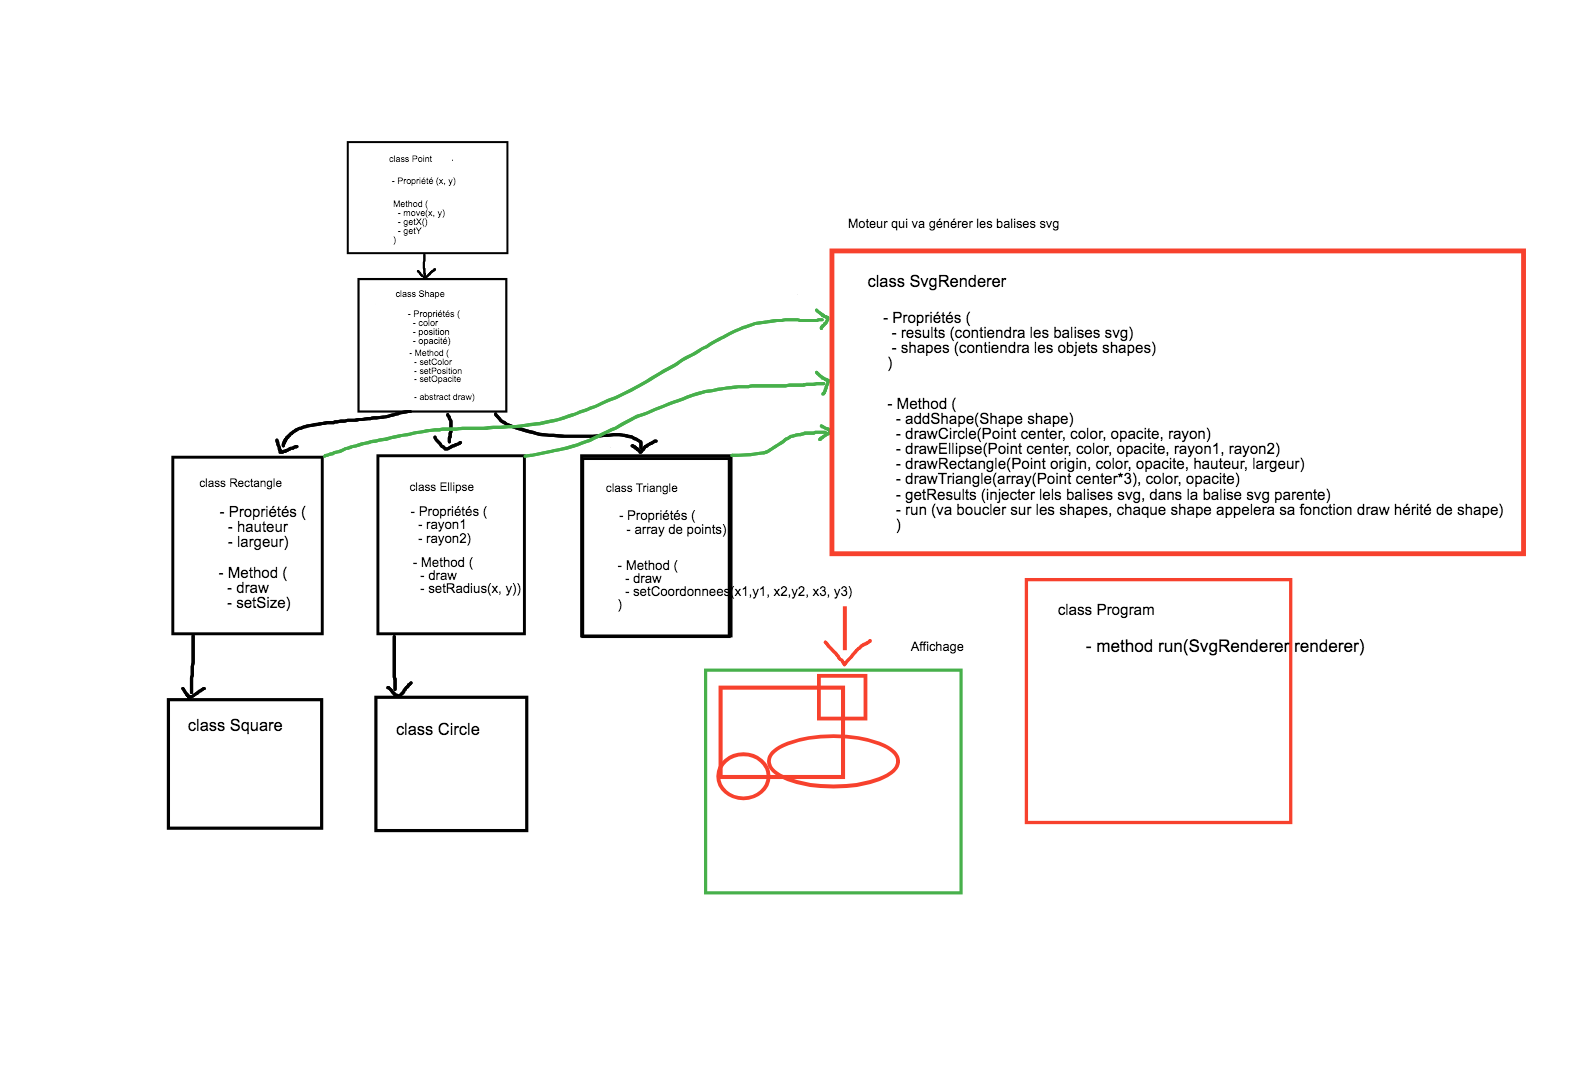 class Point
- Propriété (x, y)
Method (
- move(x, y)
- getX()
- getY
)
class Shape
- Propriétés (
- color
- position
- opacité)
- Method (
- setColor
- setPosition
- setOpacite
- abstract draw)
class Rectangle
- Propriétés (
- hauteur
- largeur)
- Method (
- draw
- setSize)
class Ellipse
- Propriétés (
- rayon1
- rayon2)
- Method (
- draw
- setRadius(x, y))
class Triangle
- Propriétés (
- array de points)
- Method (
- draw
- setCoordonnees(x1,y1, x2,y2, x3, y3)
)
class Square
class Circle
Moteur qui va générer les balises svg
class SvgRenderer
- Propriétés (
- results (contiendra les balises svg)
- shapes (contiendra les objets shapes)
)
- Method (
- addShape(Shape shape)
- drawCircle(Point center, color, opacite, rayon)
- drawEllipse(Point center, color, opacite, rayon1, rayon2)
- drawRectangle(Point origin, color, opacite, hauteur, largeur)
- drawTriangle(array(Point center*3), color, opacite)
- getResults (injecter lels balises svg, dans la balise svg parente)
- run (va boucler sur les shapes, chaque shape appelera sa fonction draw hérité de shape)
)
class Program
- method run(SvgRenderer renderer)
Affichage